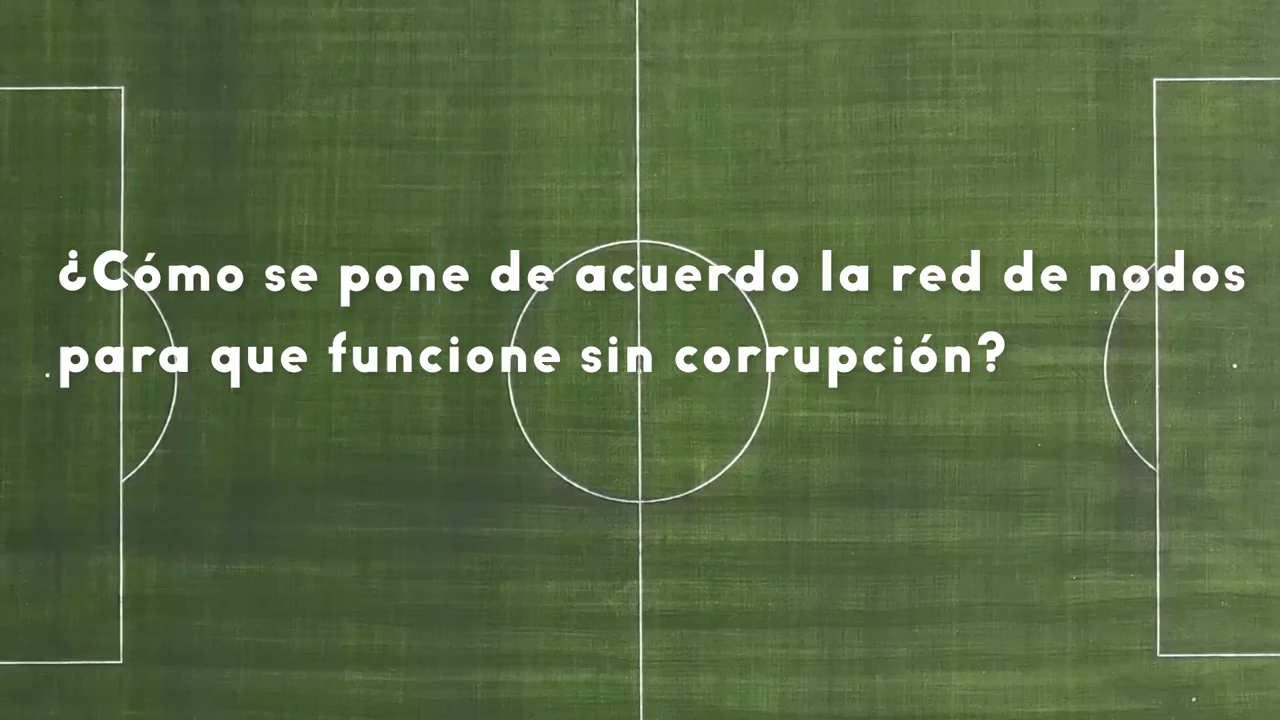 ¿Cómo se pone de acuerdo la red de nodos
para que funcione sin corrupción?